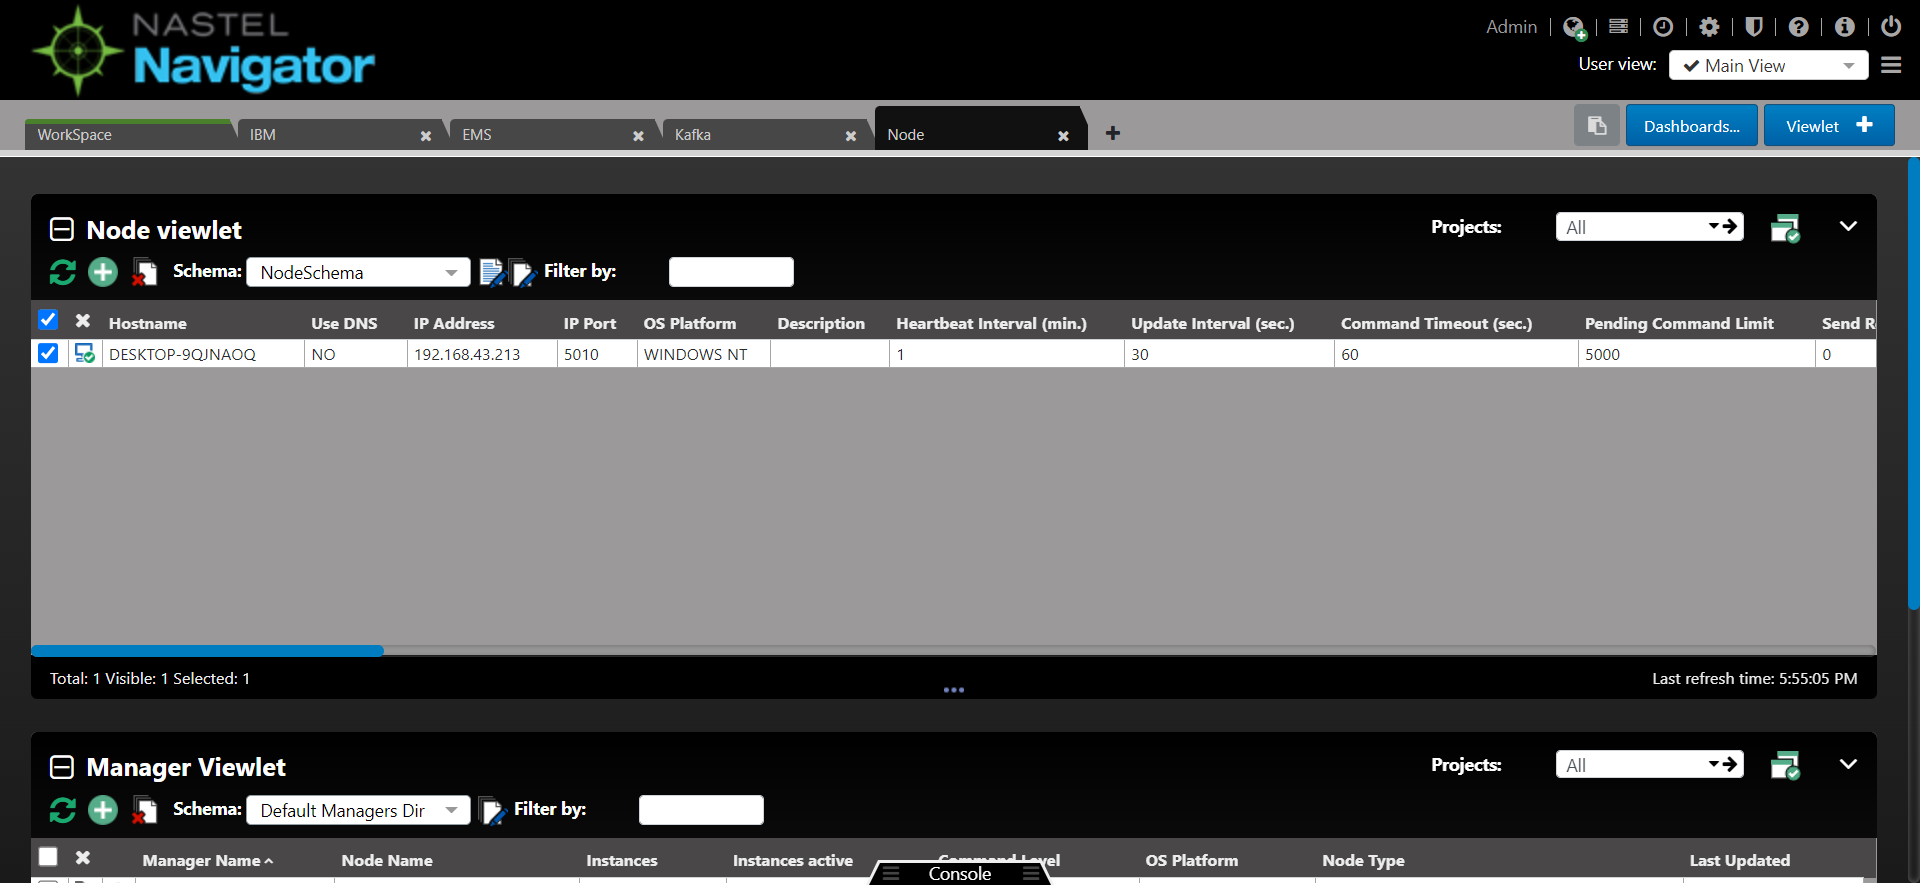 NASTEL
Navigator
Admin
User view: Main View
WorkSpace IBM EMS Kafka Node
Dashboards... Viewlet
Node viewlet
Projects: All
Schema: NodeSchema Filter by:
Hostname Use DNS IP Address IP Port OS Platform Description Heartbeat Interval (min.) Update Interval (sec.) Command Timeout (sec.) Pending Command Limit Send R
DESKTOP-9QJNAOQ NO 192.168.43.213 5010 WINDOWS NT 1 30 60 5000 0
Total: 1 Visible: 1 Selected: 1
Last refresh time: 5:55:05 PM
Manager Viewlet
Projects: All
Schema: Default Managers Dir Filter by:
Manager Name Node Name Instances Instances active Command Level OS Platform Node Type Last Updated
Console